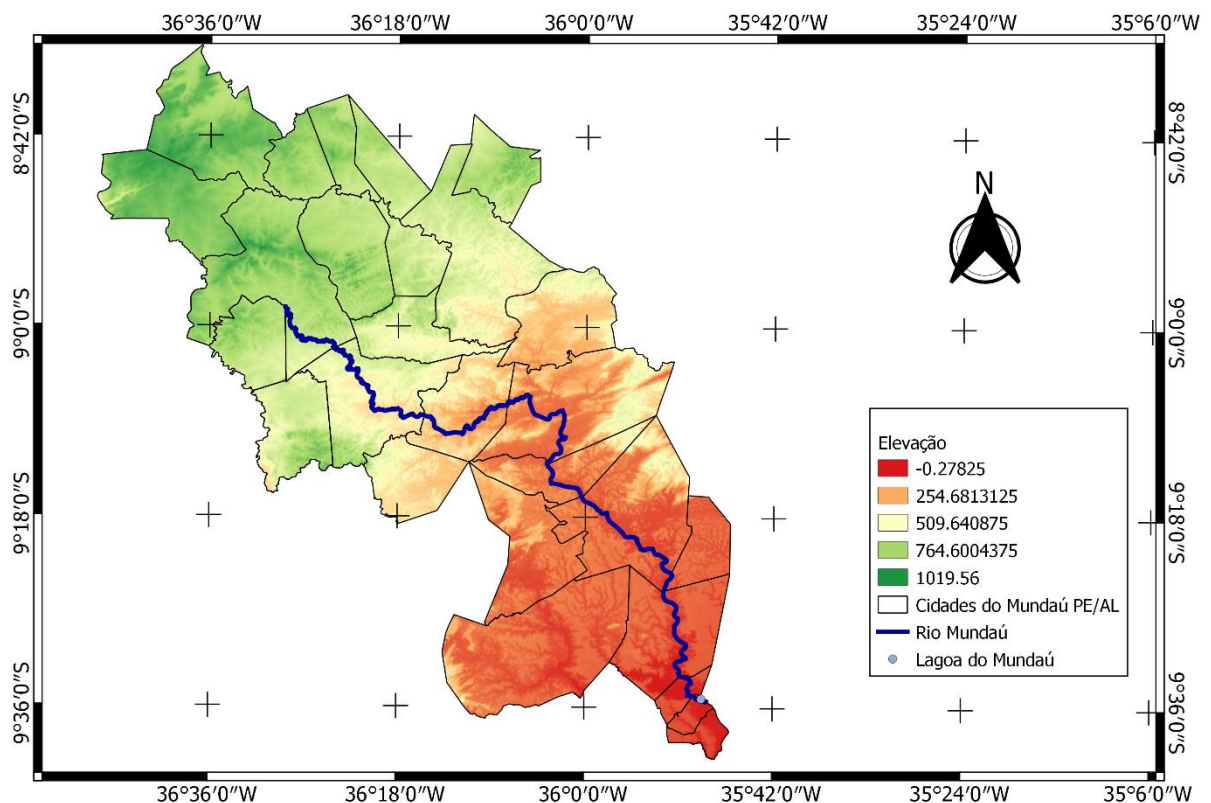 36°36′0″W 36°18′0″W 36°0′0″W 35°42′0″W 35°24′0″W 35°6′0″W
8°42′0″S
9°0′0″S
9°18′0″S
9°36′0″S
N
8°42′0″S
9°0′0″S
9°18′0″S
9°36′0″S
Elevação
-0.27825
254.6813125
509.640875
764.6004375
1019.56
Cidades do Mundaú PE/AL
Rio Mundaú
Lagoa do Mundaú
36°36′0″W 36°18′0″W 36°0′0″W 35°42′0″W 35°24′0″W 35°6′0″W